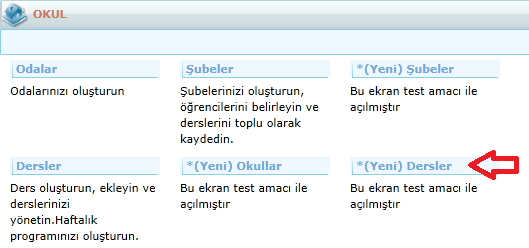 OKUL
Odalar
Odalarınızı oluşturun
Şubeler
Şubelerinizi oluşturun,
öğrencilerini belirleyin ve
derslerini toplu olarak
kaydedin.
*(Yeni) Şubeler
Bu ekran test amacı ile
açılmıştır
Dersler
Ders oluşturun, ekleyin ve
derslerinizi
yönetin.Haftalık
programınızı oluşturun.
*(Yeni) Okullar
Bu ekran test amacı ile
açılmıştır
*(Yeni) Dersler
Bu ekran test amacı ile
açılmıştır